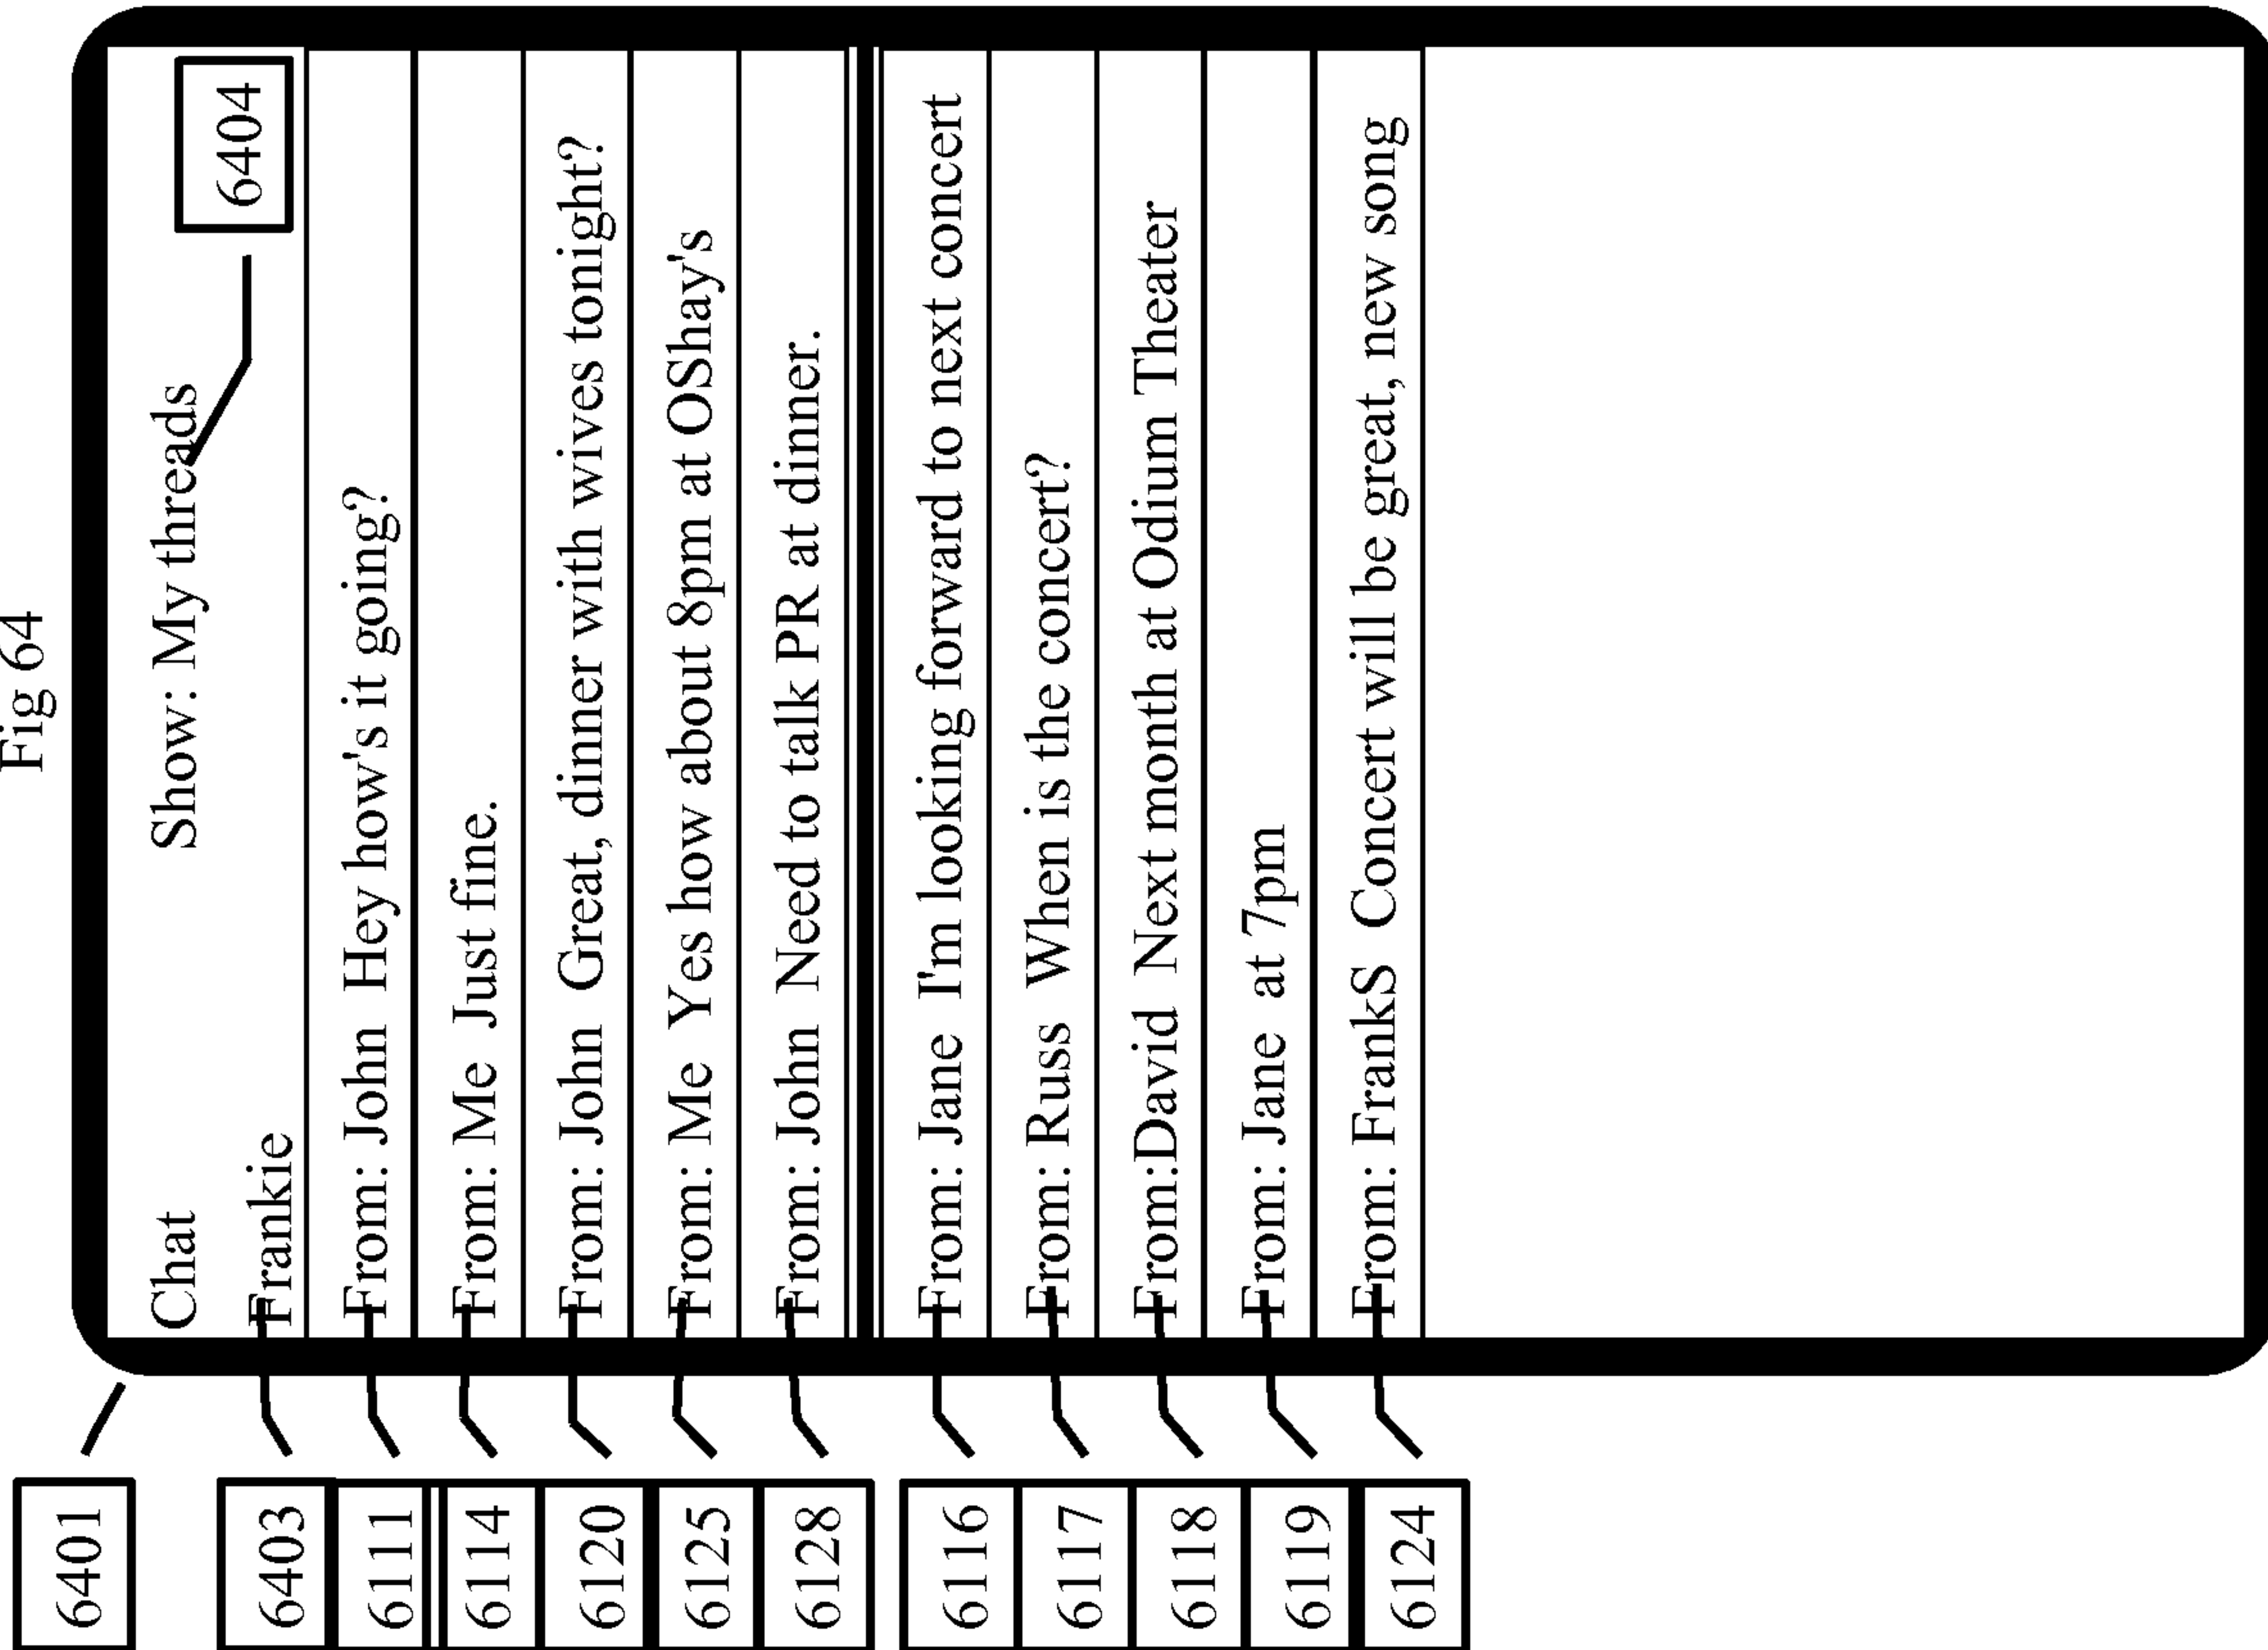 Fig 64
6401
Chat Show: My threads
6404
6403 Frankie
6111 From: John Hey how's it going?
6114 From: Me Just fine.
6120 From: John Great, dinner with wives tonight?
6125 From: Me Yes how about 8pm at OShay's
6128 From: John Need to talk PR at dinner.
6116 From: Jane I'm looking forward to next concert
6117 From: Russ When is the concert?
6118 From:David Next month at Odium Theater
6119 From: Jane at 7pm
6124 From: FrankS Concert will be great, new song